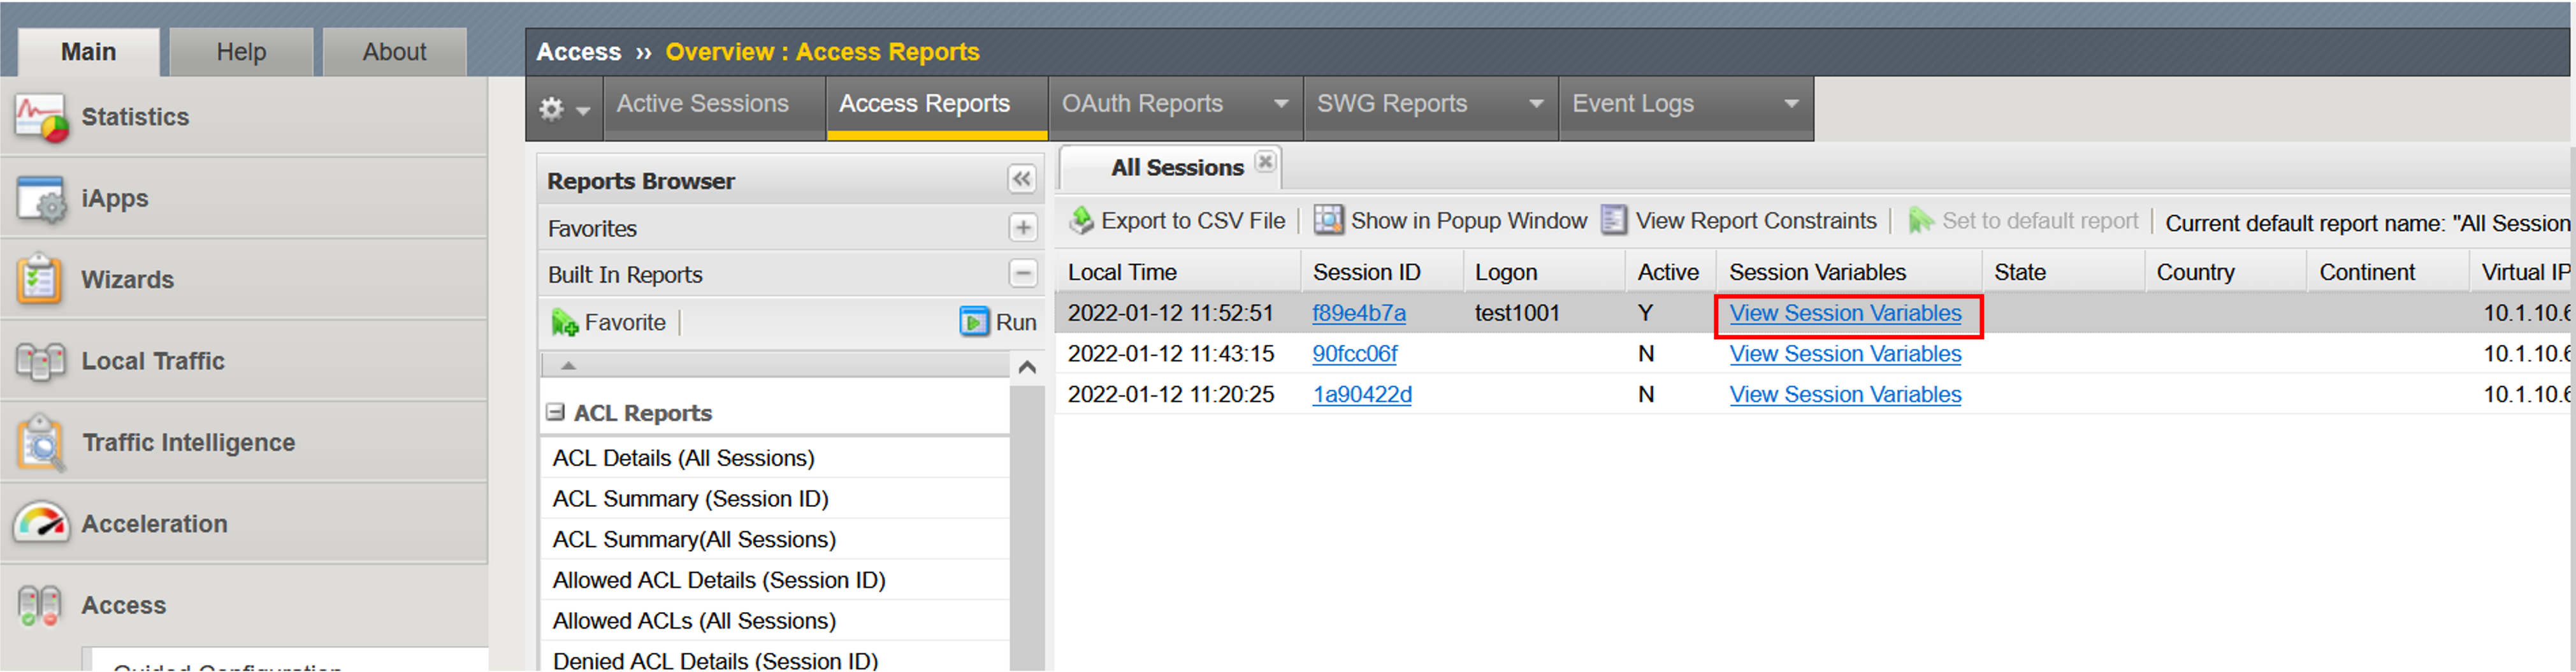 Main Help About
Access ›› Overview : Access Reports
Active Sessions Access Reports OAuth Reports SWG Reports Event Logs
Statistics
iApps
Wizards
Local Traffic
Traffic Intelligence
Acceleration
Access
Reports Browser
Favorites
Built In Reports
Favorite Run
ACL Reports
ACL Details (All Sessions)
ACL Summary (Session ID)
ACL Summary(All Sessions)
Allowed ACL Details (Session ID)
Allowed ACLs (All Sessions)
Denied ACL Details (Session ID)
All Sessions
Export to CSV File Show in Popup Window View Report Constraints Set to default report Current default report name: "All Session
Local Time Session ID Logon Active Session Variables State Country Continent Virtual IP
2022-01-12 11:52:51 f89e4b7a test1001 Y View Session Variables 10.1.10.6
2022-01-12 11:43:15 90fcc06f N View Session Variables 10.1.10.6
2022-01-12 11:20:25 1a90422d N View Session Variables 10.1.10.6